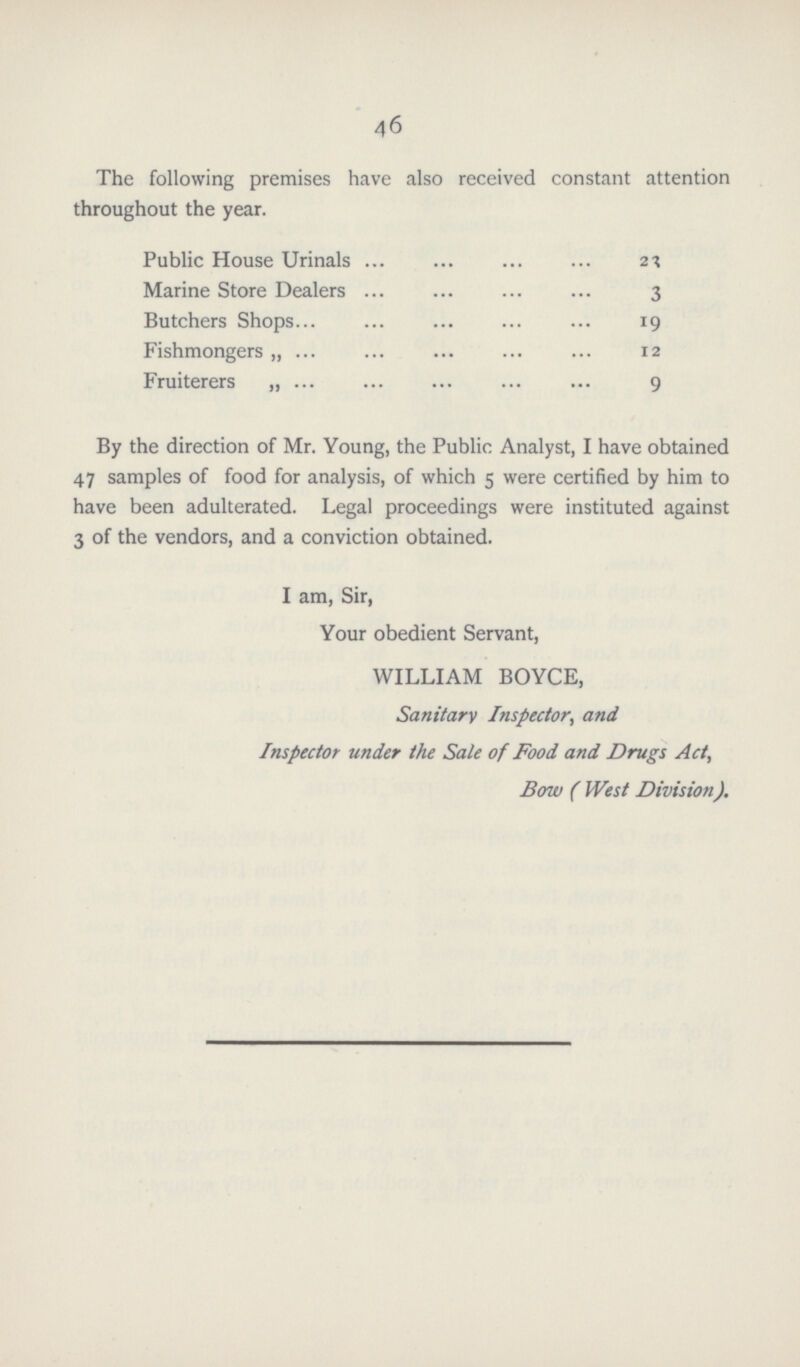 46
The following premises have also received constant attention
throughout the year.
Public House Urinals ... ... ... ... 23
Marine Store Dealers ... ... ... ... 3
Butchers Shops... ... ... ... ... 19
Fishmongers „ ... ... ... ... ... 12
Fruiterers „ ... ... ... ... ... 9
By the direction of Mr. Young, the Public Analyst, I have obtained
47 samples of food for analysis, of which 5 were certified by him to
have been adulterated. Legal proceedings were instituted against
3 of the vendors, and a conviction obtained.
I am, Sir,
Your obedient Servant,
WILLIAM BOYCE,
Sanitary Inspector, and
Inspector under the Sale of Food and Drugs Act,
Bow (West Division).